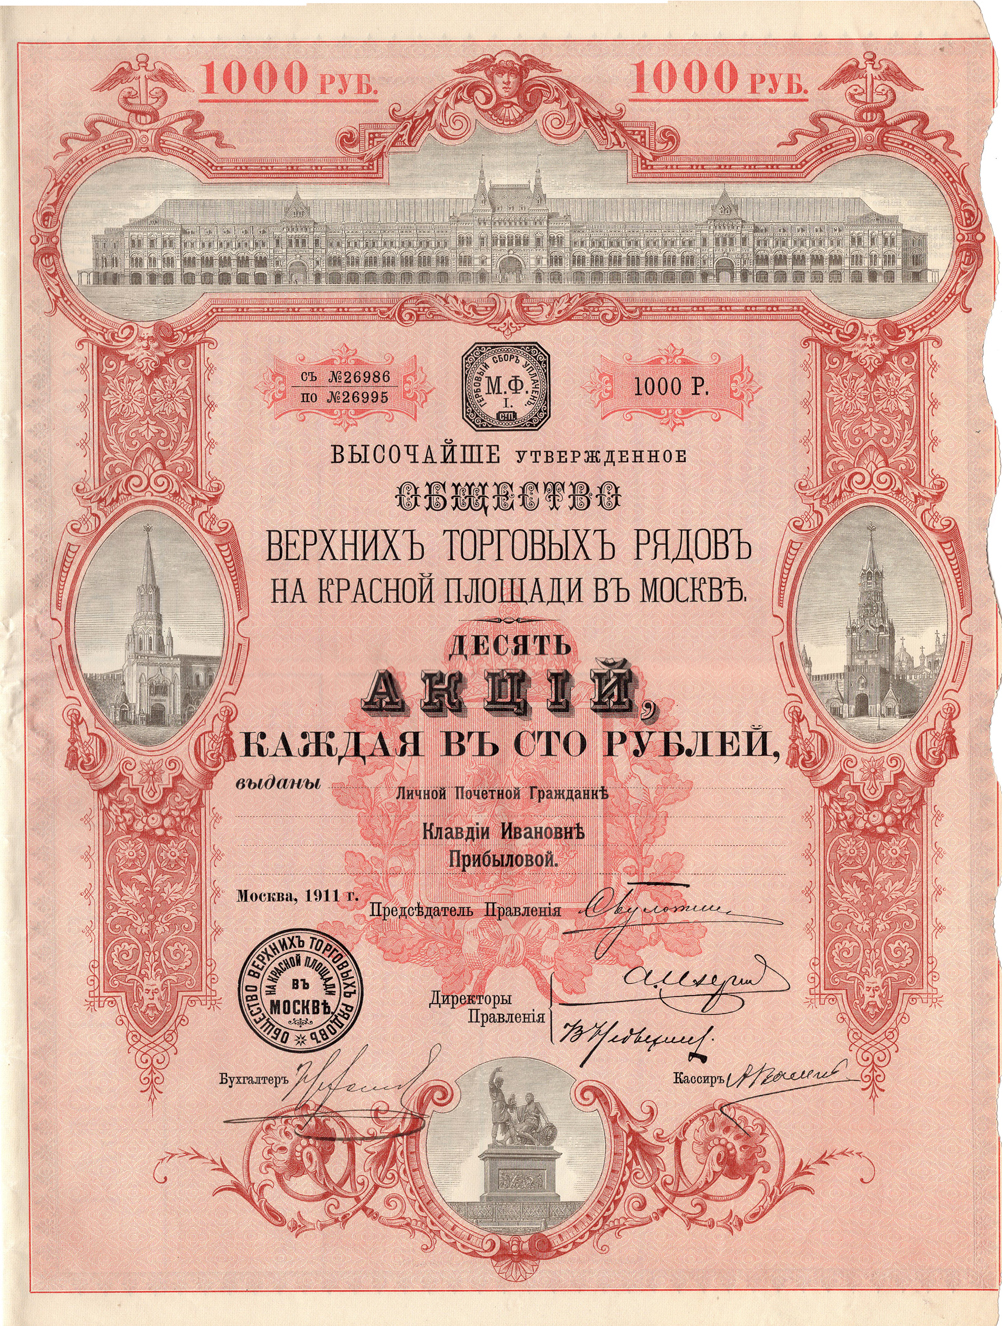 1000 РУБ.
1000 РУБ.
съ №26986
по №26995
ГЕРБОВЫЙ СБОРЪ УПЛАЧЕНЪ.
М.Ф.
I.
СПІ.
1000 Р.
ВЫСОЧАЙШЕ УТВЕРЖДЕННОЕ
ОБЩЕСТВО
ВЕРХНИХЪ ТОРГОВЫХЪ РЯДОВЪ
НА КРАСНОЙ ПЛОЩАДИ ВЪ МОСКВѢ.
ДЕСЯТЬ
АКЦІЙ,
КАЖДАЯ ВЪ СТО РУБЛЕЙ,
выданы
Личной Почетной Гражданкѣ
Клавдіи Ивановнѣ
Прибыловой.
Москва, 1911 г.
Предсѣдатель Правленія
ОБЩЕСТВО ВЕРХНИХЪ ТОРГОВЫХЪ РЯДОВЪ
НА КРАСНОЙ ПЛОЩАДИ
ВЪ
МОСКВѢ.
Директоры
Правленія
Бухгалтеръ
Кассиръ